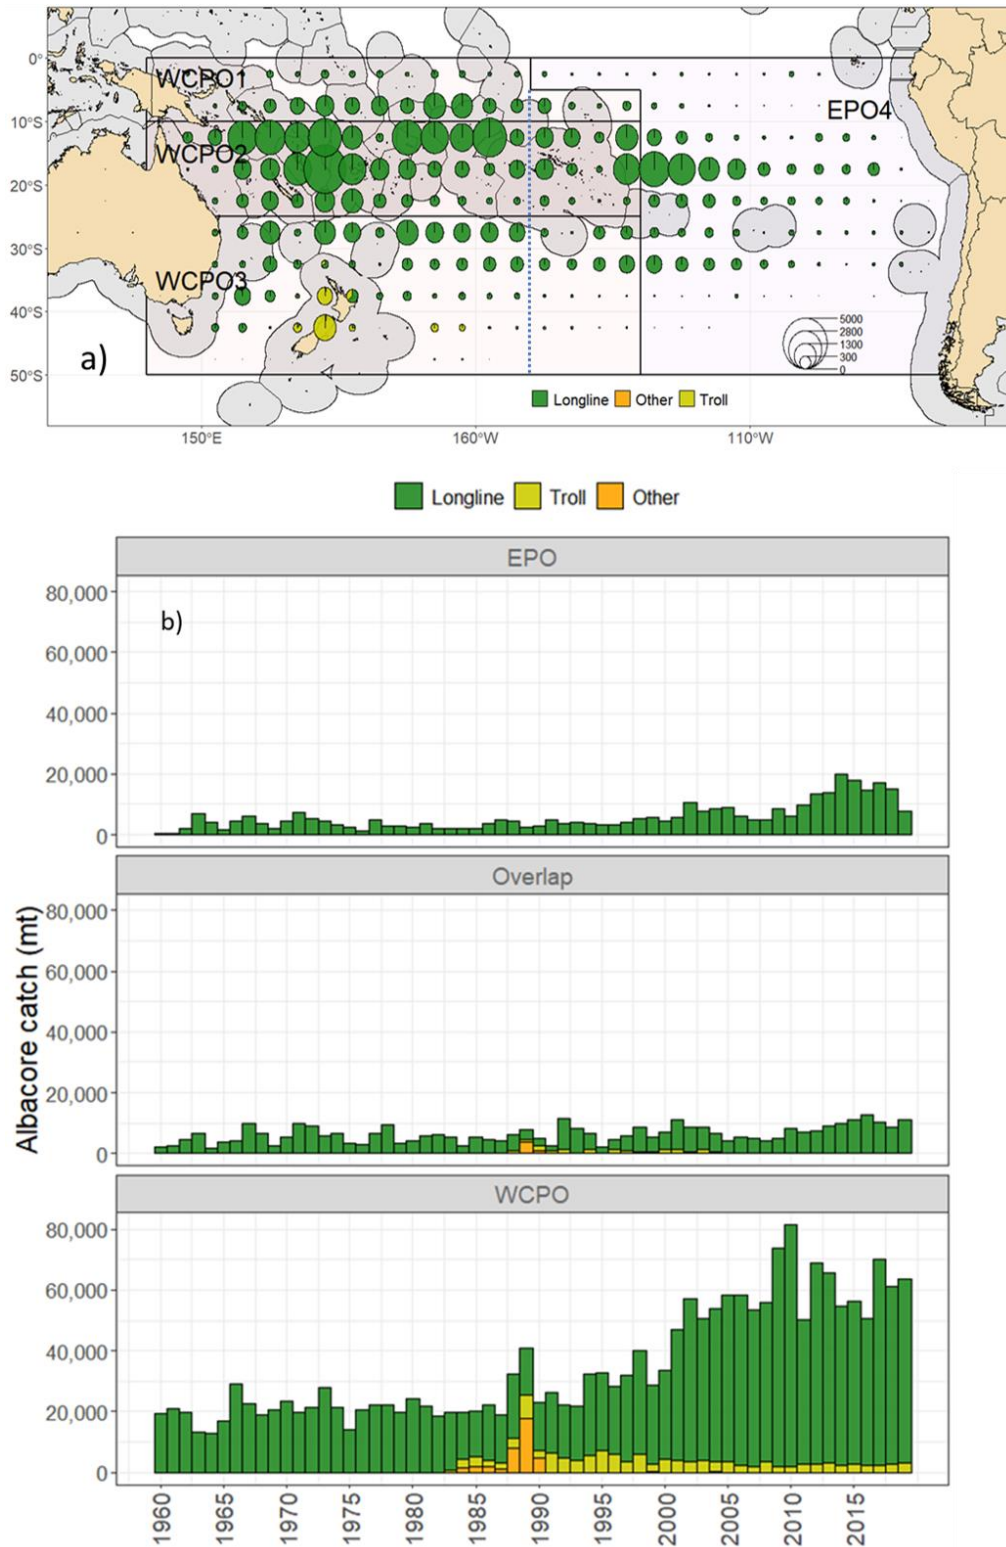 0°
10°S
20°S
30°S
40°S
50°S
WCPO1
WCPO2
WCPO3
EPO4
a)
5000
2800
1300
300
0
Longline Other Troll
150°E 160°W 110°W
Longline Troll Other
EPO
b)
80,000
60,000
40,000
20,000
0
Overlap
80,000
60,000
40,000
20,000
0
Albacore catch (mt)
WCPO
80,000
60,000
40,000
20,000
0
1960 1965 1970 1975 1980 1985 1990 1995 2000 2005 2010 2015